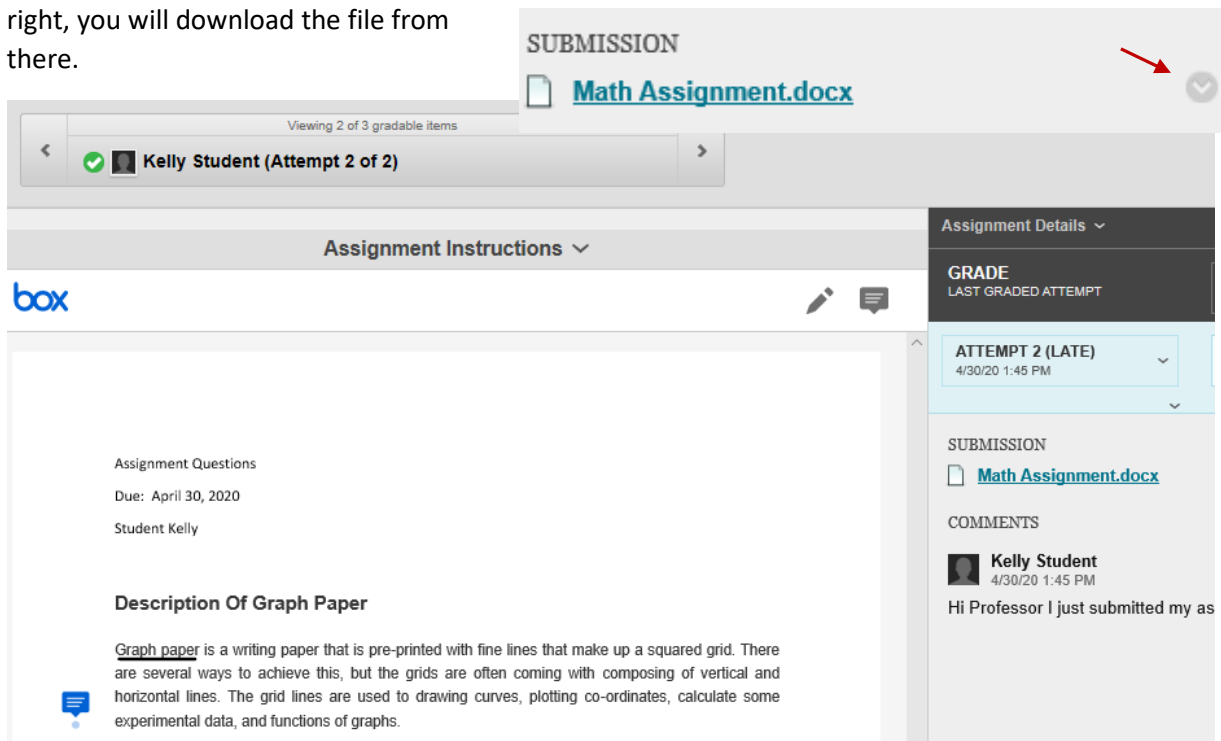 right, you will download the file from
there.
SUBMISSION
Math Assignment.docx
Viewing 2 of 3 gradable items
Kelly Student (Attempt 2 of 2)
Assignment Instructions
box
Assignment Questions
Due: April 30, 2020
Student Kelly
Description Of Graph Paper
Graph paper is a writing paper that is pre-printed with fine lines that make up a squared grid. There
are several ways to achieve this, but the grids are often coming with composing of vertical and
horizontal lines. The grid lines are used to drawing curves, plotting co-ordinates, calculate some
experimental data, and functions of graphs.
Assignment Details
GRADE
LAST GRADED ATTEMPT
ATTEMPT 2 (LATE)
4/30/20 1:45 PM
SUBMISSION
Math Assignment.docx
COMMENTS
Kelly Student
4/30/20 1:45 PM
Hi Professor I just submitted my as